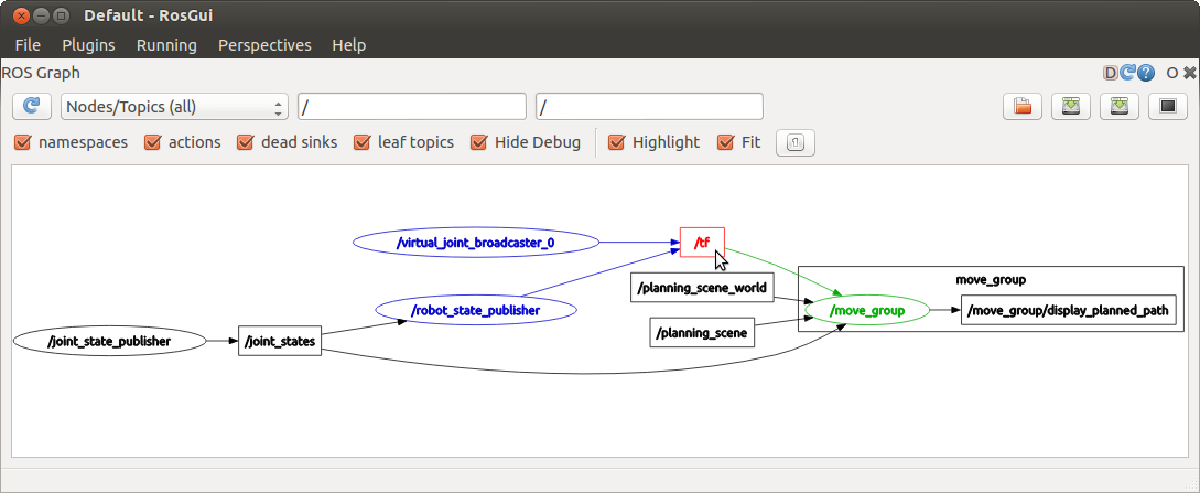 Default - RosGui
File Plugins Running Perspectives Help
ROS Graph D ? O
Nodes/Topics (all) / /
namespaces actions dead sinks leaf topics Hide Debug Highlight Fit
/virtual_joint_broadcaster_0 /tf
move_group
/planning_scene_world
/robot_state_publisher /move_group /move_group/display_planned_path
/planning_scene
/joint_state_publisher /joint_states